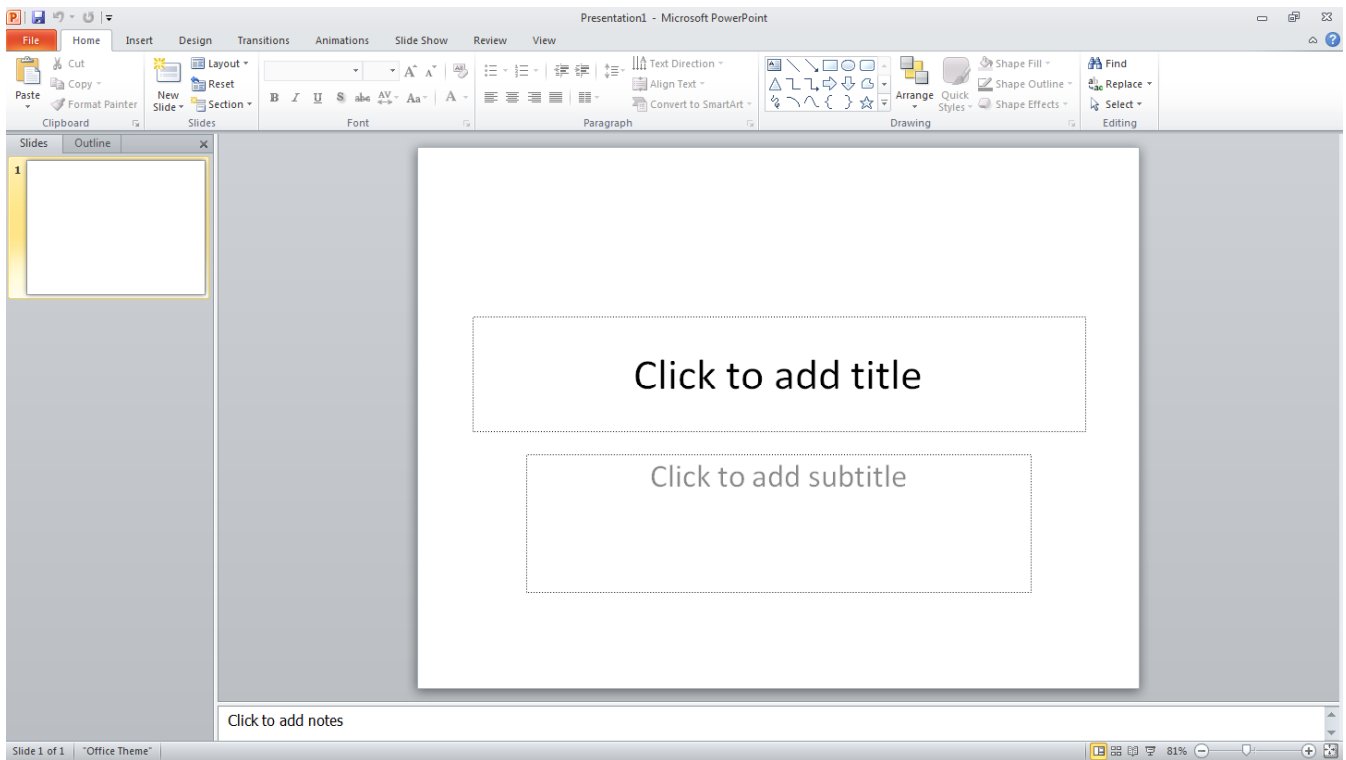 Presentation1 - Microsoft PowerPoint
File Home Insert Design Transitions Animations Slide Show Review View
Paste
Cut
Copy
Format Painter
Clipboard
New Slide
Layout
Reset
Section
Slides
B I U S abc AV Aa A
Font
Text Direction
Align Text
Convert to SmartArt
Paragraph
Arrange
Quick Styles
Shape Fill
Shape Outline
Shape Effects
Drawing
Find
Replace
Select
Editing
Slides Outline
1
Click to add title
Click to add subtitle
Click to add notes
Slide 1 of 1 "Office Theme" 81%